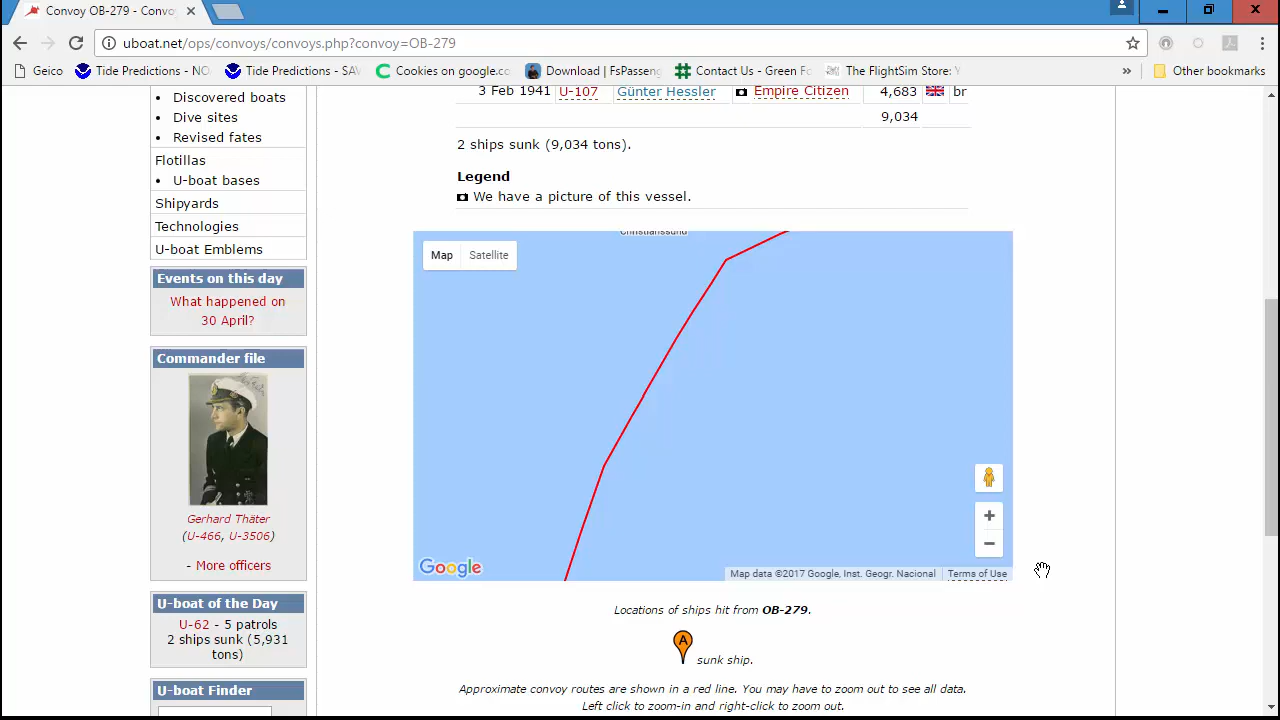 Convoy OB-279 - Convo
uboat.net/ops/convoys/convoys.php?convoy=OB-279
Geico Tide Predictions - NO Tide Predictions - SAV Cookies on google.co Download | FsPasseng Contact Us - Green Fo The FlightSim Store: » Other bookmarks
Discovered boats
Dive sites
Revised fates
Flotillas
U-boat bases
Shipyards
Technologies
U-boat Emblems
Events on this day
What happened on
30 April?
Commander file
Gerhard Thäter
(U-466, U-3506)
- More officers
U-boat of the Day
U-62 - 5 patrols
2 ships sunk (5,931
tons)
U-boat Finder
3 Feb 1941 U-107 Günter Hessler Empire Citizen 4,683 br
9,034
2 ships sunk (9,034 tons).
Legend
We have a picture of this vessel.
Christianssund
Map Satellite
Google
Map data ©2017 Google, Inst. Geogr. Nacional Terms of Use
Locations of ships hit from OB-279.
A sunk ship.
Approximate convoy routes are shown in a red line. You may have to zoom out to see all data.
Left click to zoom-in and right-click to zoom out.